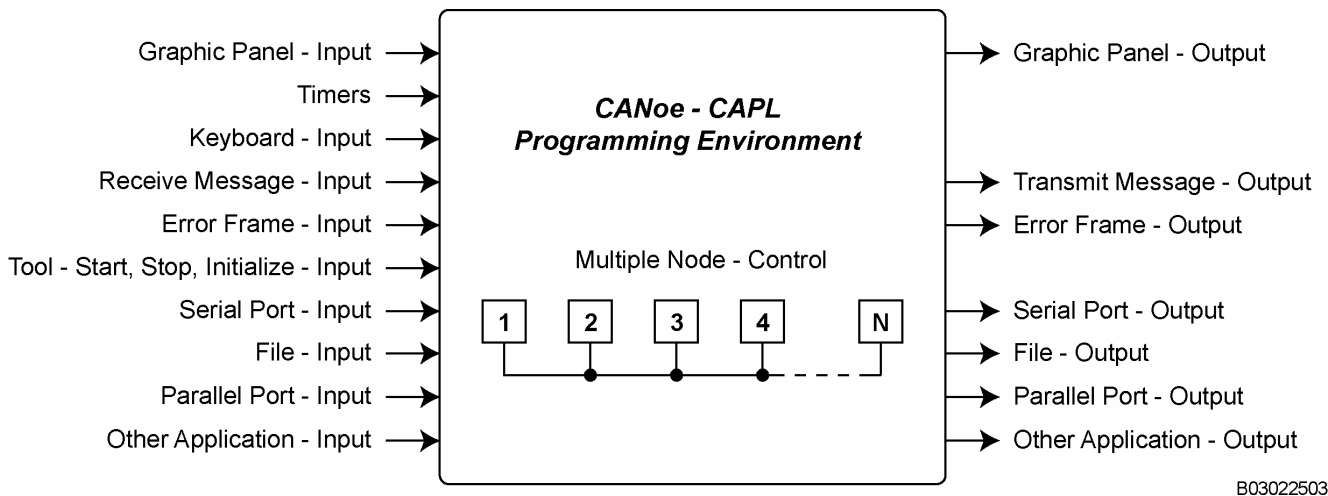 Graphic Panel - Input
Timers
Keyboard - Input
Receive Message - Input
Error Frame - Input
Tool - Start, Stop, Initialize - Input
Serial Port - Input
File - Input
Parallel Port - Input
Other Application - Input
CANoe - CAPL
Programming Environment
Multiple Node - Control
1 2 3 4 N
Graphic Panel - Output
Transmit Message - Output
Error Frame - Output
Serial Port - Output
File - Output
Parallel Port - Output
Other Application - Output
B03022503